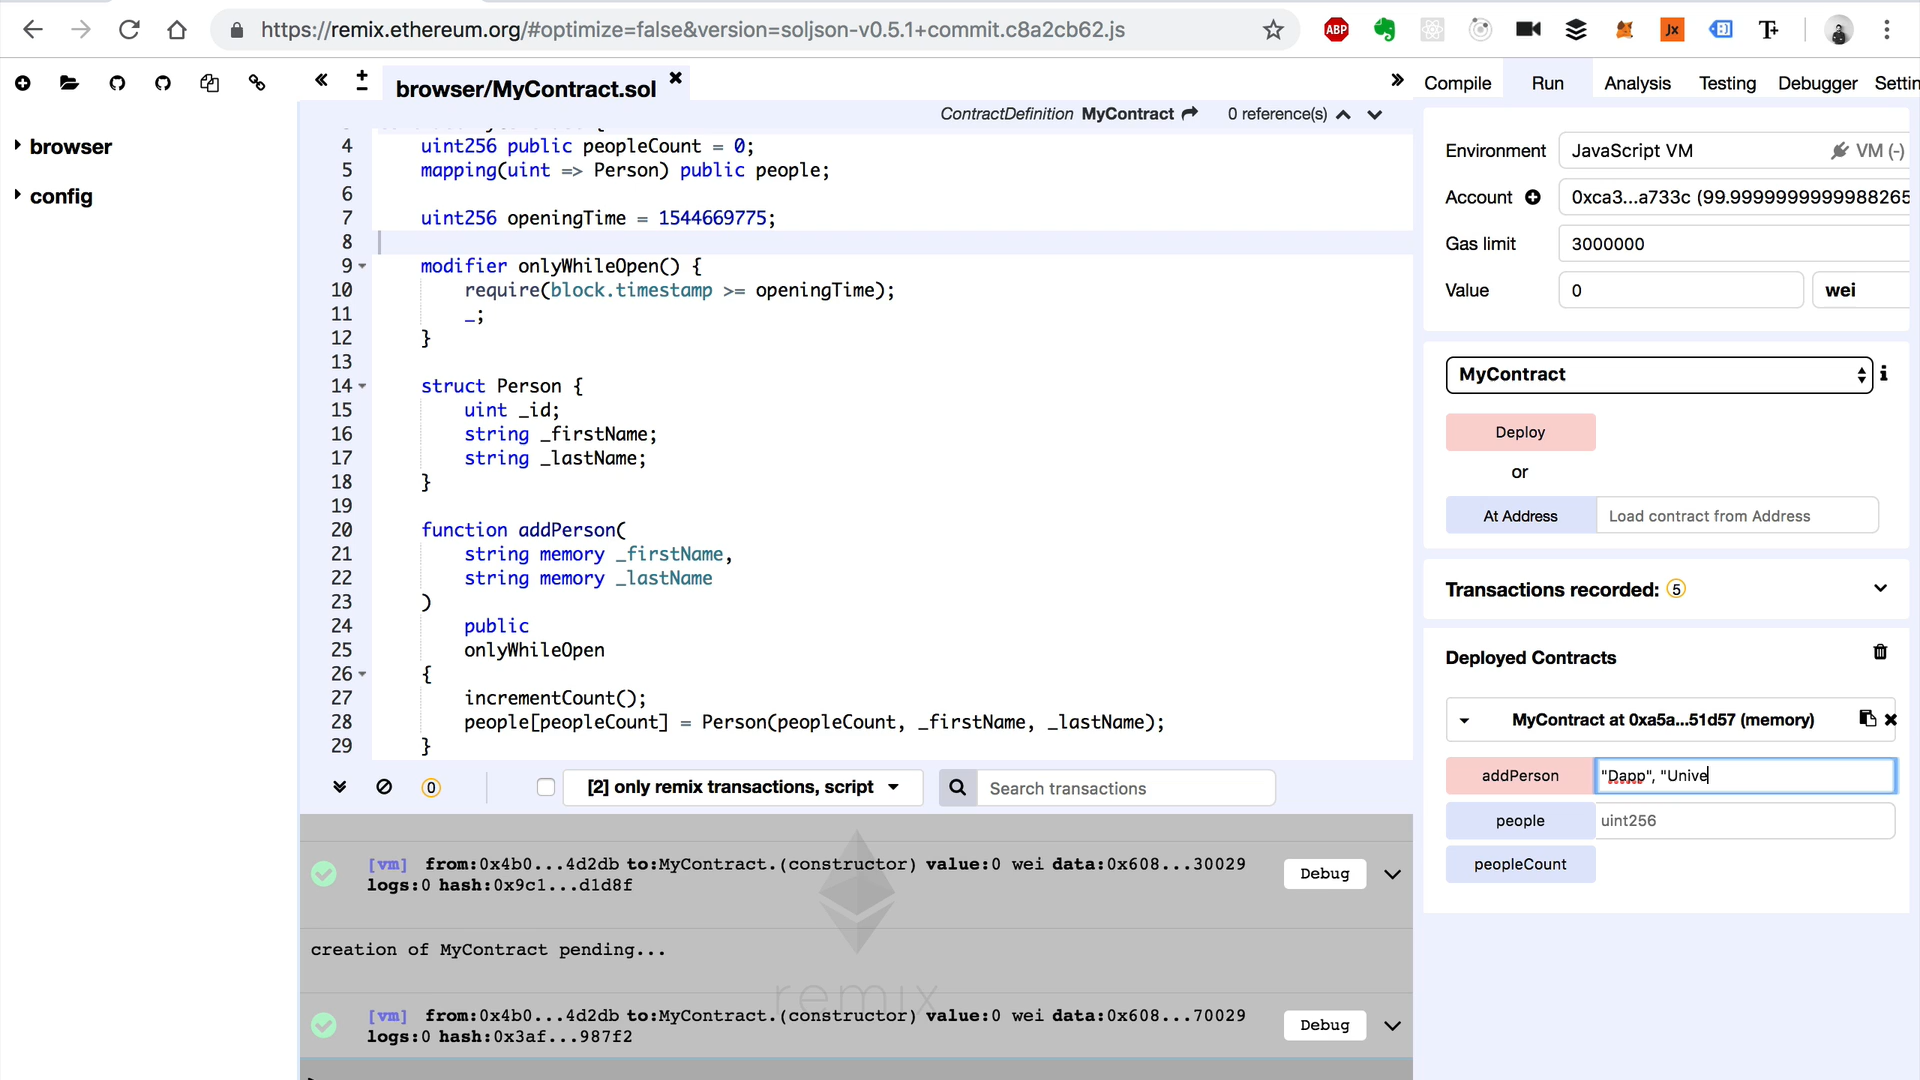 https://remix.ethereum.org/#optimize=false&version=soljson-v0.5.1+commit.c8a2cb62.js
ABP
Jx
browser/MyContract.sol
Compile
Run
Analysis
Testing
Debugger
Settin
ContractDefinition MyContract 0 reference(s)
browser
config
4 uint256 public peopleCount = 0;
5 mapping(uint => Person) public people;
6
7 uint256 openingTime = 1544669775;
8
9 modifier onlyWhileOpen() {
10 require(block.timestamp >= openingTime);
11 _;
12 }
13
14 struct Person {
15 uint _id;
16 string _firstName;
17 string _lastName;
18 }
19
20 function addPerson(
21 string memory _firstName,
22 string memory _lastName
23 )
24 public
25 onlyWhileOpen
26 {
27 incrementCount();
28 people[peopleCount] = Person(peopleCount, _firstName, _lastName);
29 }
0
[2] only remix transactions, script
Search transactions
[vm] from:0x4b0...4d2db to:MyContract.(constructor) value:0 wei data:0x608...30029
logs:0 hash:0x9c1...d1d8f
Debug
creation of MyContract pending...
remix
[vm] from:0x4b0...4d2db to:MyContract.(constructor) value:0 wei data:0x608...70029
logs:0 hash:0x3af...987f2
Debug
Environment JavaScript VM VM (-)
Account 0xca3...a733c (99.9999999999988265
Gas limit 3000000
Value 0 wei
MyContract
Deploy
or
At Address Load contract from Address
Transactions recorded: 5
Deployed Contracts
MyContract at 0xa5a...51d57 (memory)
addPerson "Dapp", "Unive
people uint256
peopleCount